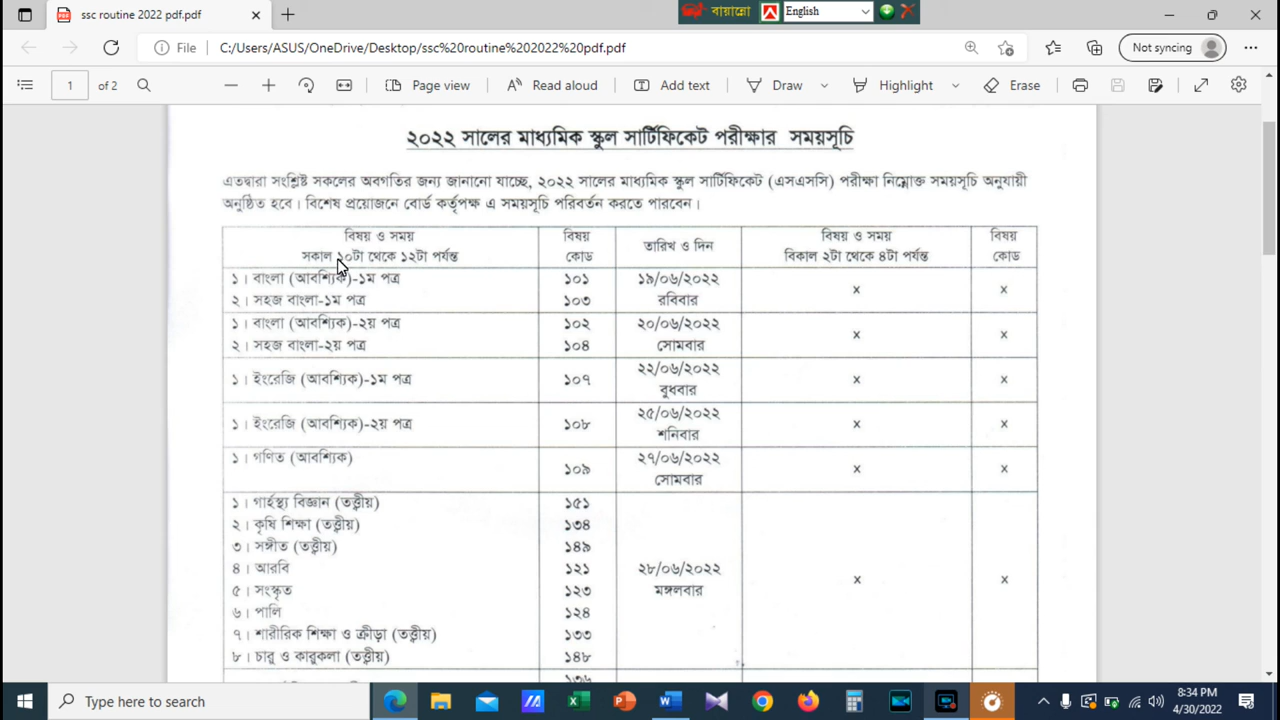 ssc routine 2022 pdf.pdf
বায়ান্নো English
File C:/Users/ASUS/OneDrive/Desktop/ssc%20routine%202022%20pdf.pdf Not syncing
1 of 2 Page view Read aloud Add text Draw Highlight Erase
২০২২ সালের মাধ্যমিক স্কুল সার্টিফিকেট পরীক্ষার সময়সূচি
এতদ্বারা সংশ্লিষ্ট সকলের অবগতির জন্য জানানো যাচ্ছে, ২০২২ সালের মাধ্যমিক স্কুল সার্টিফিকেট (এসএসসি) পরীক্ষা নিম্নোক্ত সময়সূচি অনুযায়ী
অনুষ্ঠিত হবে। বিশেষ প্রয়োজনে বোর্ড কর্তৃপক্ষ এ সময়সূচি পরিবর্তন করতে পারবেন।
বিষয় ও সময় বিষয় তারিখ ও দিন বিষয় ও সময় বিষয়
সকাল ১০টা থেকে ১২টা পর্যন্ত কোড বিকাল ২টা থেকে ৪টা পর্যন্ত কোড
১। বাংলা (আবশ্যিক)-১ম পত্র ১০১ ১৯/০৬/২০২২ x x
২। সহজ বাংলা-১ম পত্র ১০৩ রবিবার
১। বাংলা (আবশ্যিক)-২য় পত্র ১০২ ২০/০৬/২০২২ x x
২। সহজ বাংলা-২য় পত্র ১০৪ সোমবার
১। ইংরেজি (আবশ্যিক)-১ম পত্র ১০৭ ২২/০৬/২০২২ x x
বুধবার
১। ইংরেজি (আবশ্যিক)-২য় পত্র ১০৮ ২৫/০৬/২০২২ x x
শনিবার
১। গণিত (আবশ্যিক) ১০৯ ২৭/০৬/২০২২ x x
সোমবার
১। গার্হস্থ্য বিজ্ঞান (তত্ত্বীয়) ১৫১
২। কৃষি শিক্ষা (তত্ত্বীয়) ১৩৪
৩। সঙ্গীত (তত্ত্বীয়) ১৪৯
৪। আরবি ১২১ ২৮/০৬/২০২২ x x
৫। সংস্কৃত ১২৩ মঙ্গলবার
৬। পালি ১২৪
৭। শারীরিক শিক্ষা ও ক্রীড়া (তত্ত্বীয়) ১৩৩
৮। চারু ও কারুকলা (তত্ত্বীয়) ১৪৮
১৩৬
Type here to search
8:34 PM
4/30/2022